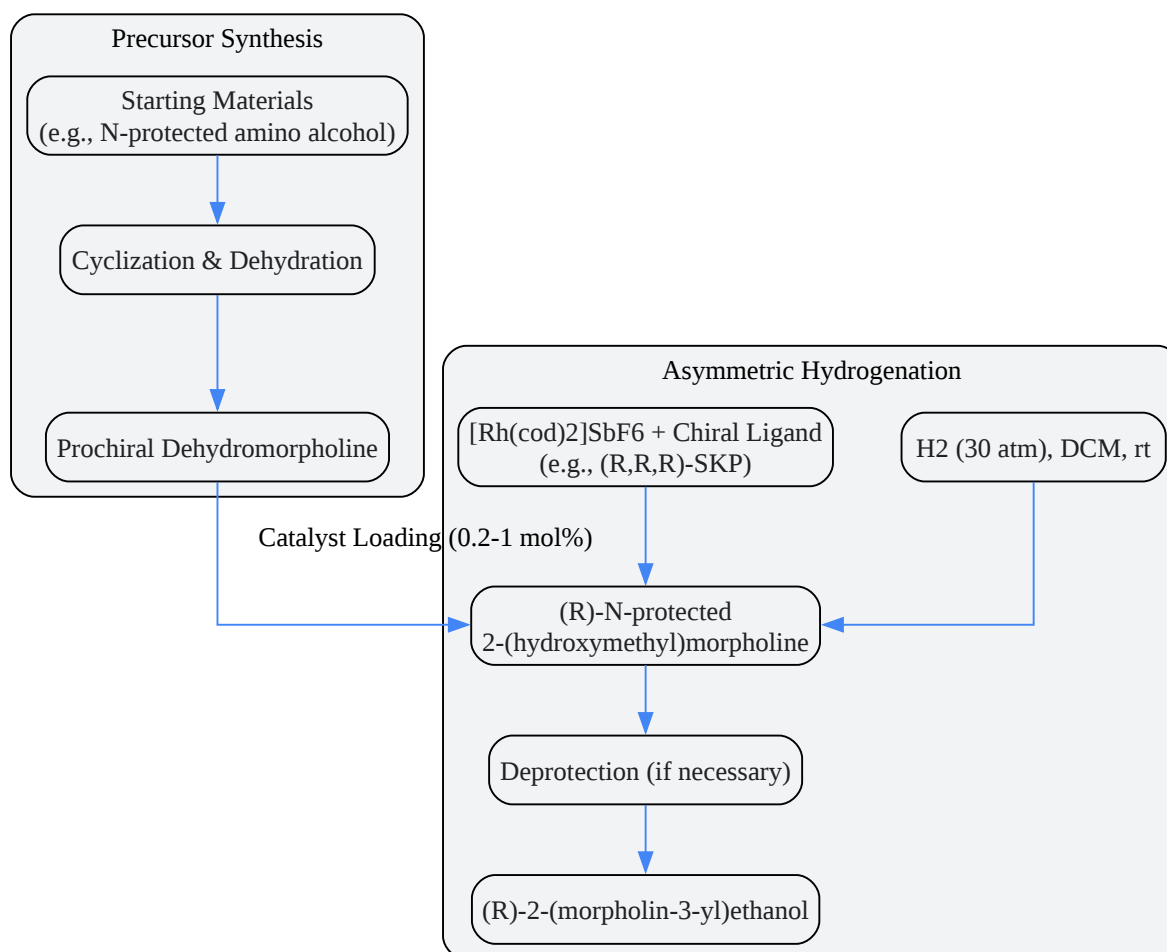 Precursor Synthesis
Starting Materials
(e.g., N-protected amino alcohol)
Cyclization & Dehydration
Prochiral Dehydromorpholine
Asymmetric Hydrogenation
[Rh(cod)2]SbF6 + Chiral Ligand
(e.g., (R,R,R)-SKP)
H2 (30 atm), DCM, rt
Catalyst Loading (0.2-1 mol%)
(R)-N-protected
2-(hydroxymethyl)morpholine
Deprotection (if necessary)
(R)-2-(morpholin-3-yl)ethanol